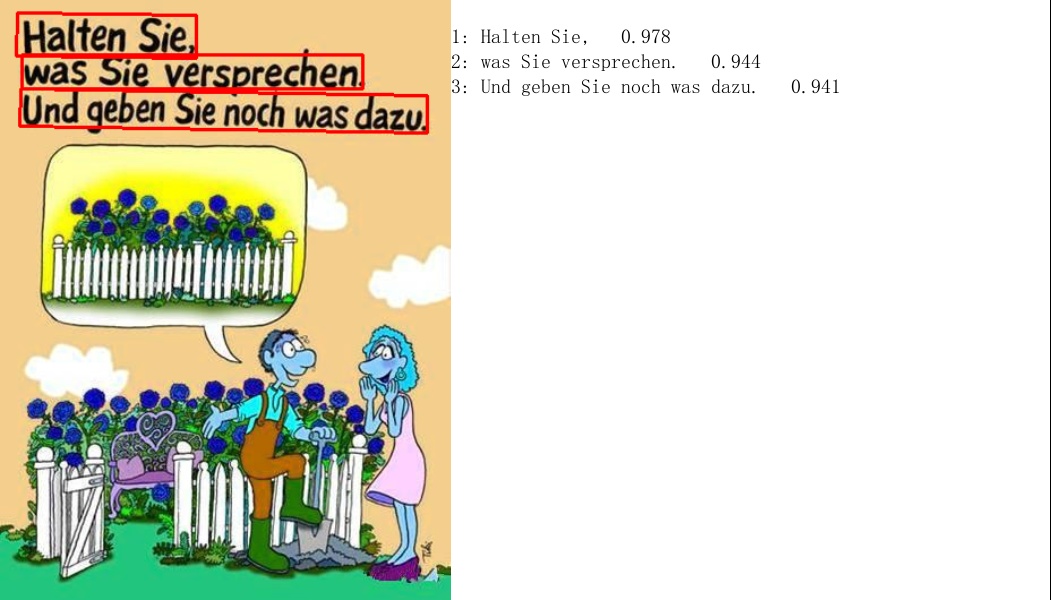 Halten Sie,
was Sie versprechen.
Und geben Sie noch was dazu.
1: Halten Sie, 0.978
2: was Sie versprechen. 0.944
3: Und geben Sie noch was dazu. 0.941